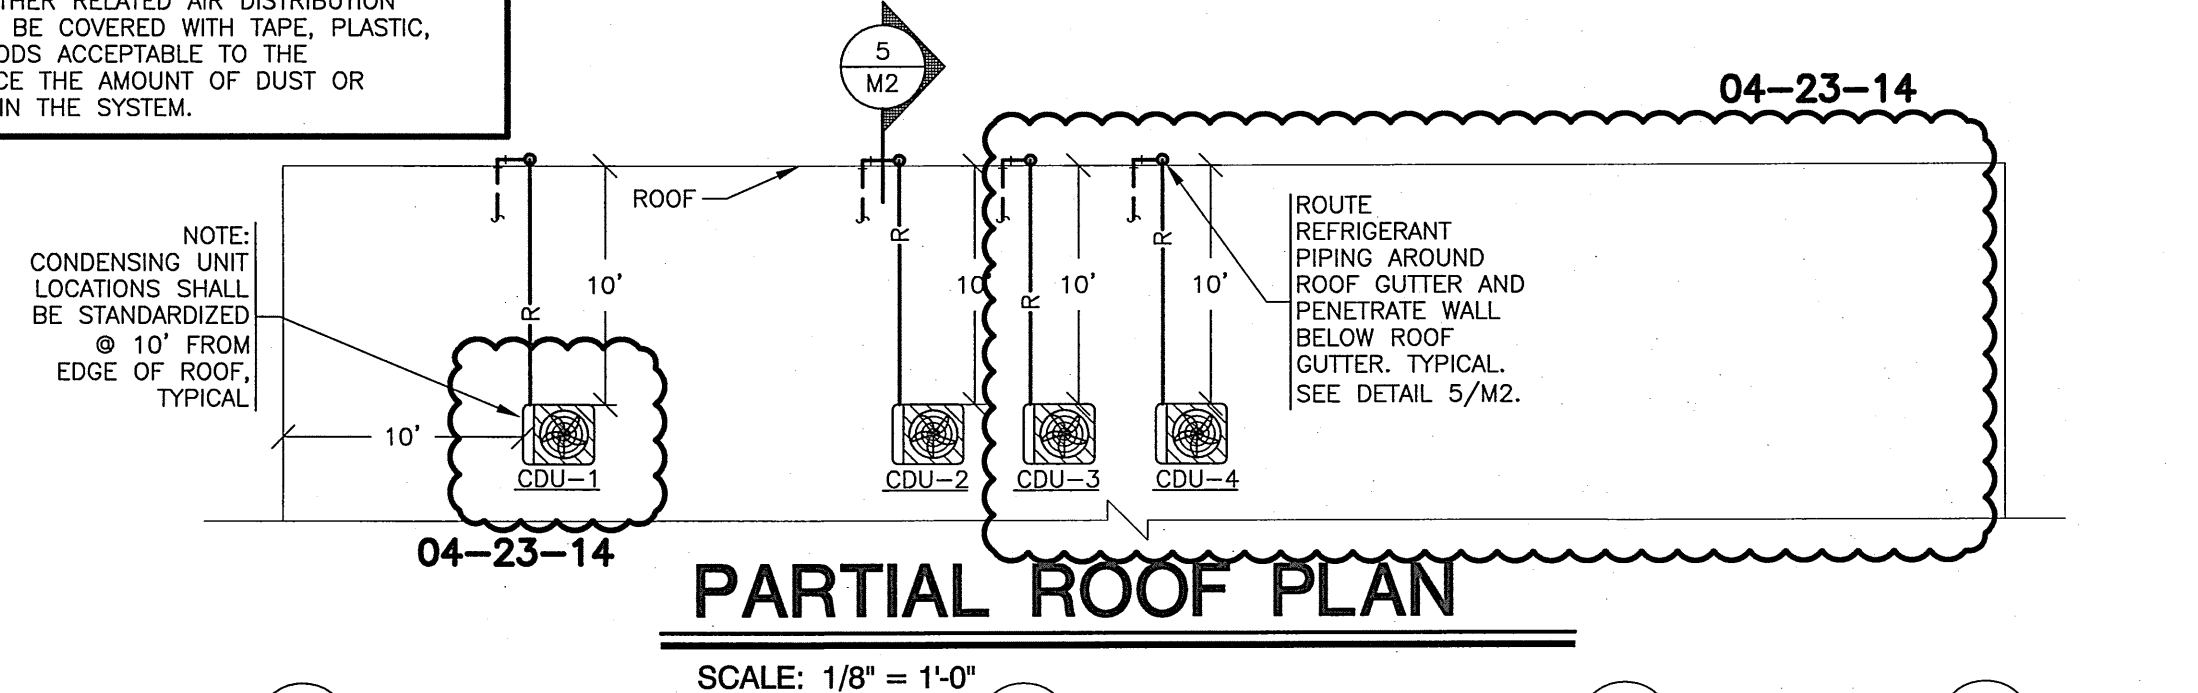 THER RELATED AIR DISTRIBUTION
BE COVERED WITH TAPE, PLASTIC,
ODS ACCEPTABLE TO THE
CE THE AMOUNT OF DUST OR
IN THE SYSTEM.
5
M2
04-23-14
ROOF
NOTE:
CONDENSING UNIT
LOCATIONS SHALL
BE STANDARDIZED
@ 10' FROM
EDGE OF ROOF,
TYPICAL
R
R
R
R
10'
10'
10'
10'
ROUTE
REFRIGERANT
PIPING AROUND
ROOF GUTTER AND
PENETRATE WALL
BELOW ROOF
GUTTER. TYPICAL.
SEE DETAIL 5/M2.
10'
CDU-1
CDU-2
CDU-3
CDU-4
04-23-14
PARTIAL ROOF PLAN
SCALE: 1/8" = 1'-0"